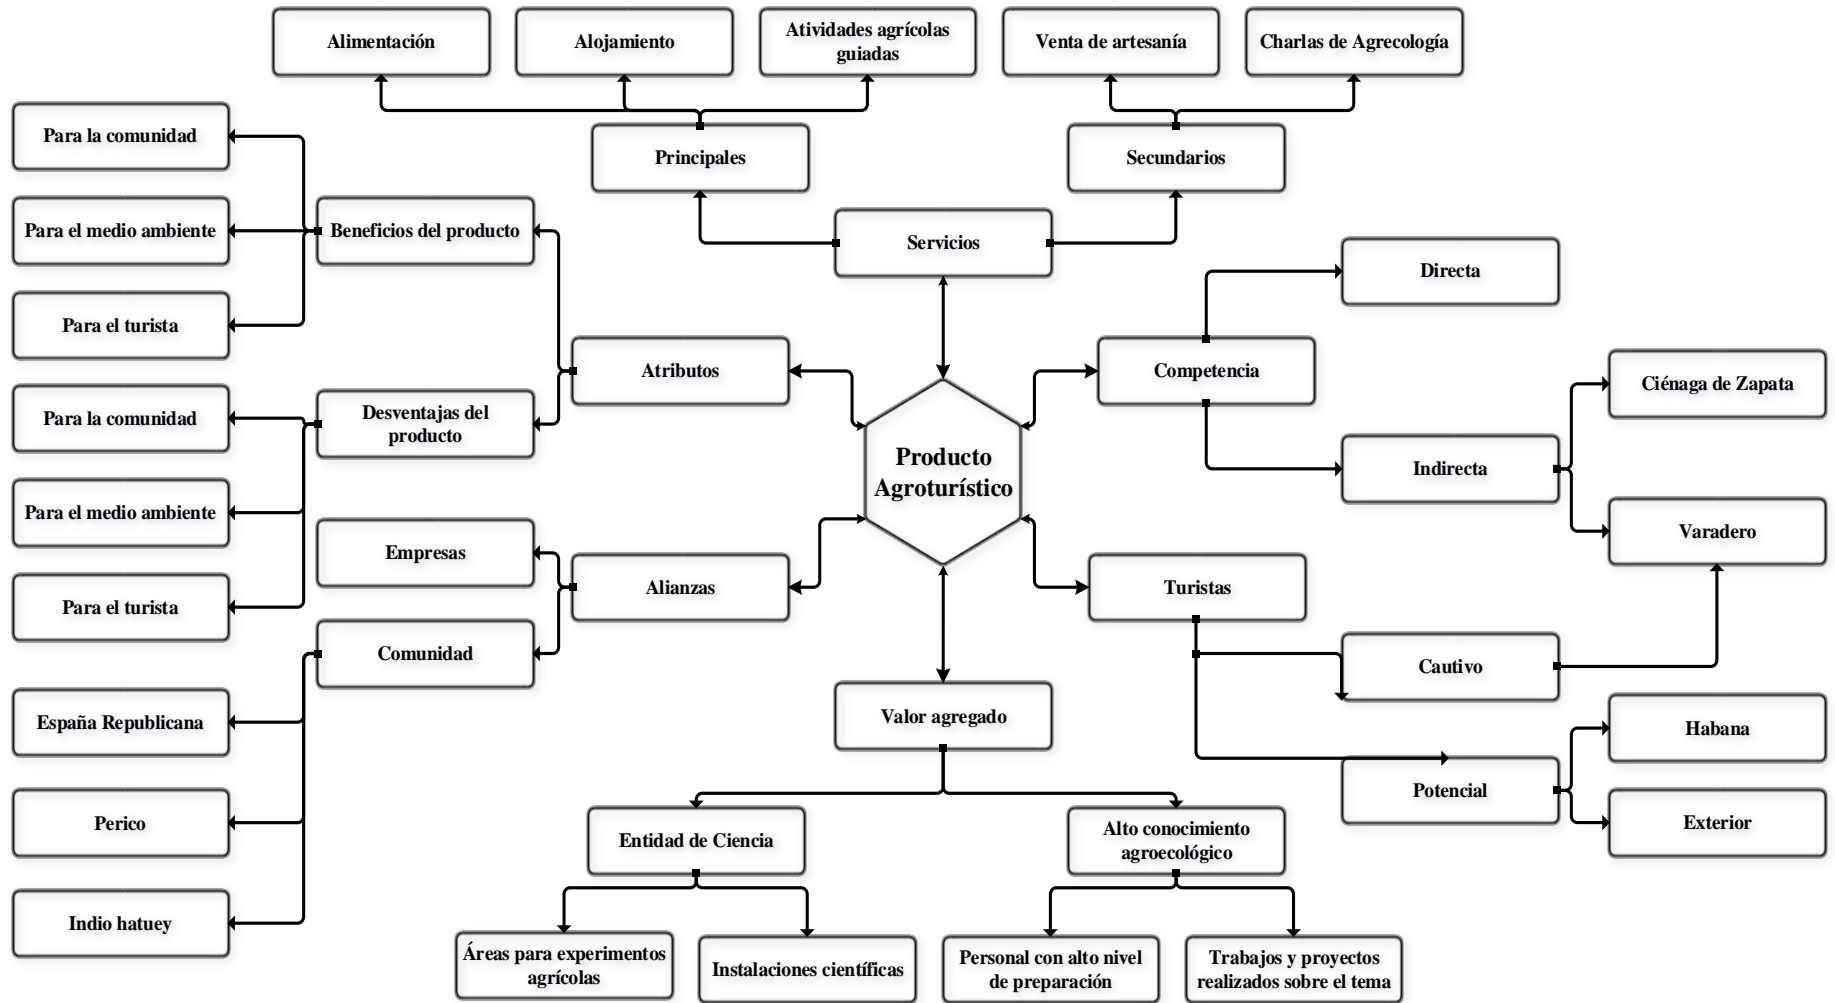 Alimentación
Alojamiento
Atividades agrícolas
guiadas
Venta de artesanía
Charlas de Agrecología
Principales
Secundarios
Servicios
Para la comunidad
Para el medio ambiente
Para el turista
Beneficios del producto
Atributos
Desventajas del
producto
Para la comunidad
Para el medio ambiente
Para el turista
Empresas
Alianzas
Comunidad
España Republicana
Perico
Indio hatuey
Producto
Agroturístico
Directa
Competencia
Indirecta
Ciénaga de Zapata
Varadero
Turistas
Cautivo
Potencial
Habana
Exterior
Valor agregado
Entidad de Ciencia
Alto conocimiento
agroecológico
Áreas para experimentos
agrícolas
Instalaciones científicas
Personal con alto nivel
de preparación
Trabajos y proyectos
realizados sobre el tema